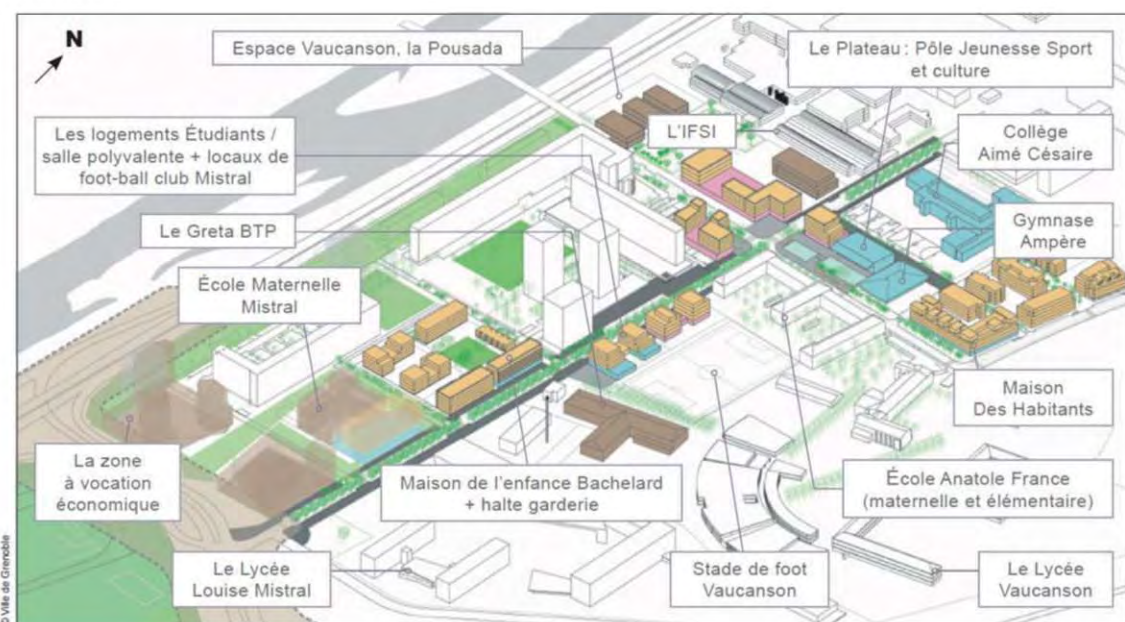 N
Espace Vaucanson, la Pousada
Le Plateau : Pôle Jeunesse Sport
et culture
Les logements Étudiants /
salle polyvalente + locaux de
foot-ball club Mistral
L'IFSI
Collège
Aimé Césaire
Le Greta BTP
Gymnase
Ampère
École Maternelle
Mistral
La zone
à vocation
économique
Maison de l'enfance Bachelard
+ halte garderie
Maison
Des Habitants
École Anatole France
(maternelle et élémentaire)
Le Lycée
Louise Mistral
Stade de foot
Vaucanson
Le Lycée
Vaucanson
© Ville de Grenoble